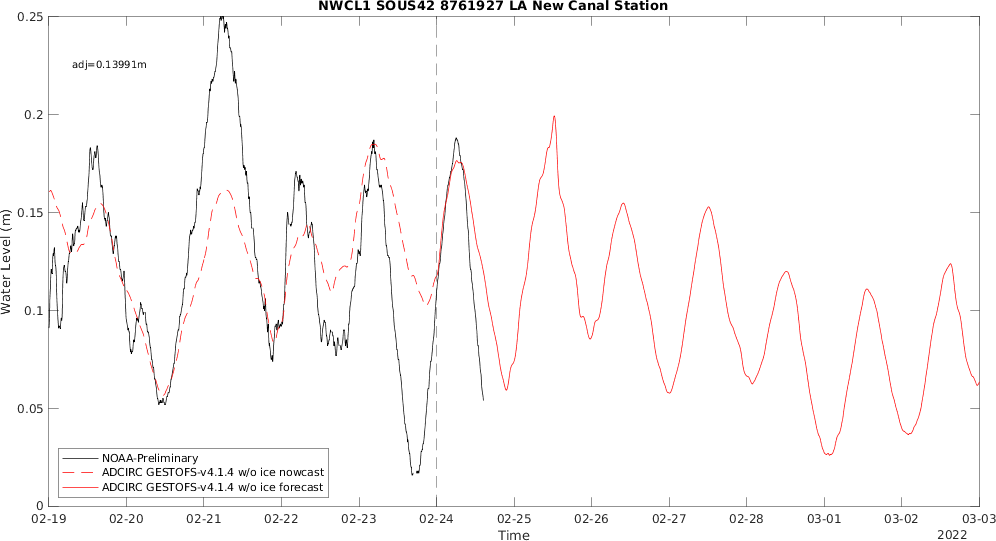 NWCL1 SOUS42 8761927 LA New Canal Station
adj=0.13991m
Water Level (m)
0.25
0.2
0.15
0.1
0.05
0
NOAA-Preliminary
ADCIRC GESTOFS-v4.1.4 w/o ice nowcast
ADCIRC GESTOFS-v4.1.4 w/o ice forecast
02-19 02-20 02-21 02-22 02-23 02-24 02-25 02-26 02-27 02-28 03-01 03-02 03-03
Time
2022